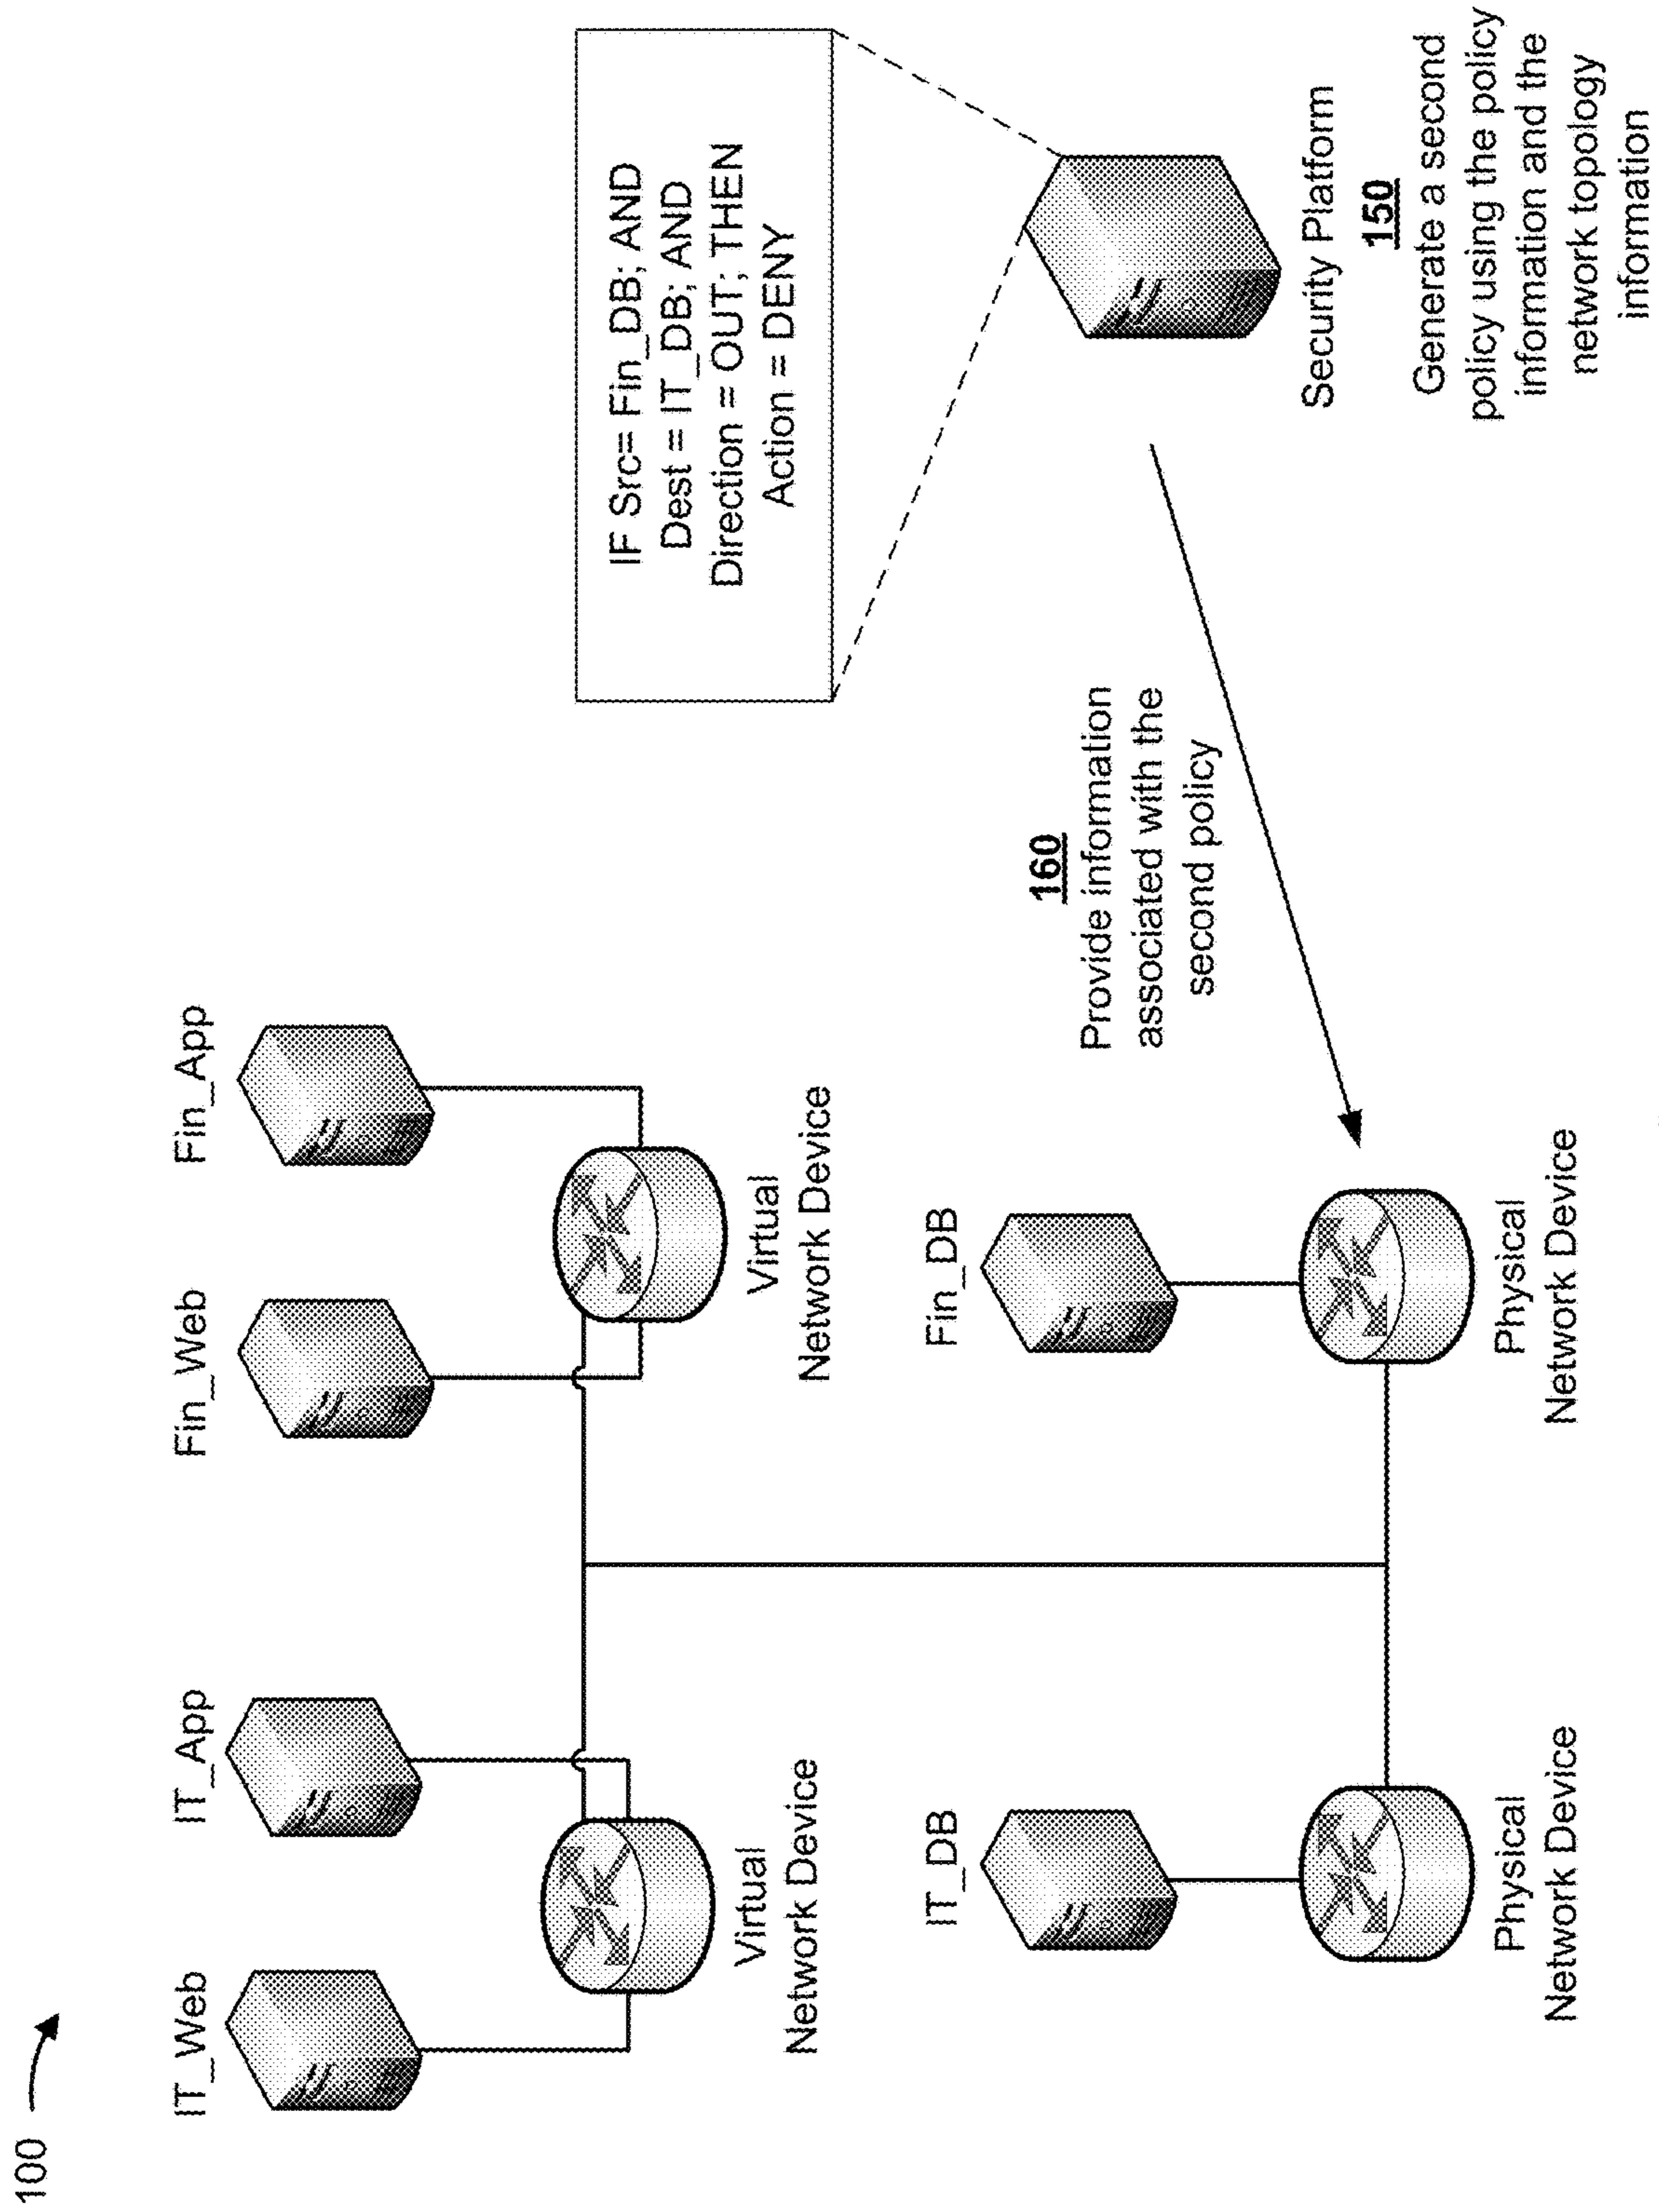 100
IT_Web
IT_App
Fin_Web
Fin_App
Virtual
Network Device
Virtual
Network Device
IF Src= Fin_DB; AND
Dest = IT_DB; AND
Direction = OUT; THEN
Action = DENY
IT_DB
Fin_DB
Physical
Network Device
Physical
Network Device
160
Provide information
associated with the
second policy
Security Platform
150
Generate a second
policy using the policy
information and the
network topology
information